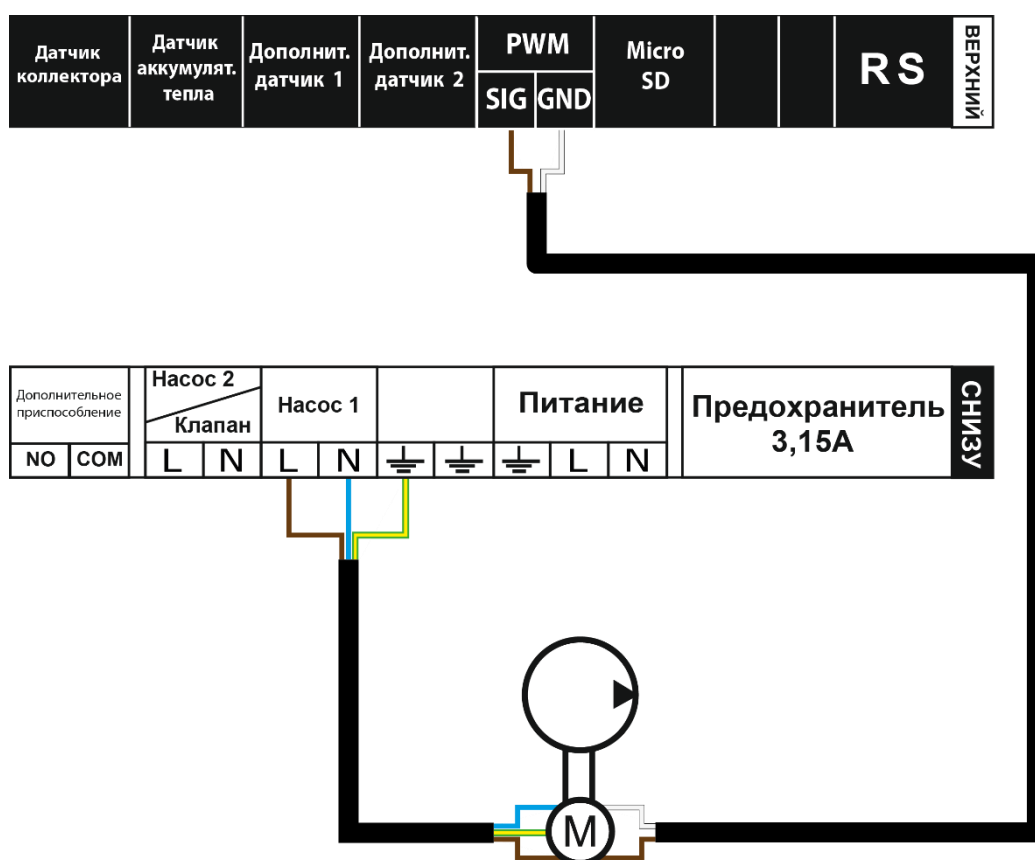 Датчик
коллектора
Датчик
аккумулят.
тепла
Дополнит.
датчик 1
Дополнит.
датчик 2
PWM
SIG GND
Micro
SD
RS
ВЕРХНИЙ
Дополнительное
приспособление
NO COM
Насос 2
Клапан
L N
Насос 1
L N
Питание
L N
Предохранитель
3,15А
СНИЗУ
M